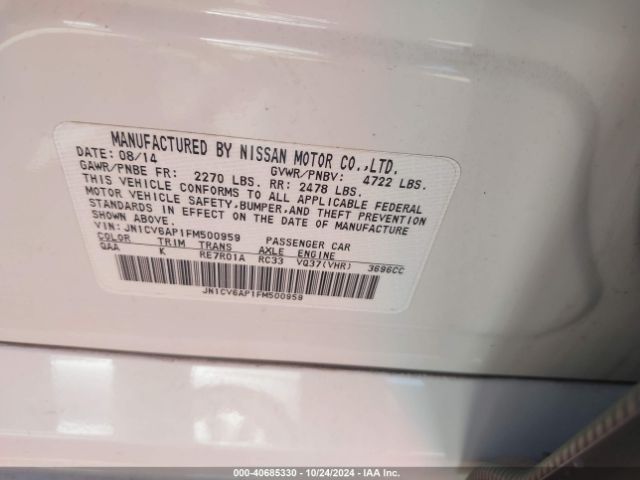 MANUFACTURED BY NISSAN MOTOR CO.,LTD.
DATE: 08/14 GVWR/PNBV: 4722 LBS.
GAWR/PNBE FR: 2270 LBS. RR: 2478 LBS.
THIS VEHICLE CONFORMS TO ALL APPLICABLE FEDERAL
MOTOR VEHICLE SAFETY,BUMPER,AND THEFT PREVENTION
STANDARDS IN EFFECT ON THE DATE OF MANUFACTURE
SHOWN ABOVE.
VIN: JN1CV6AP1FM500959 PASSENGER CAR
COLOR TRIM TRANS AXLE ENGINE
QAA K RE7R01A RC33 VQ37(VHR) 3696CC
JN1CV6AP1FM500959
000-40685330 - 10/24/2024 - IAA Inc.